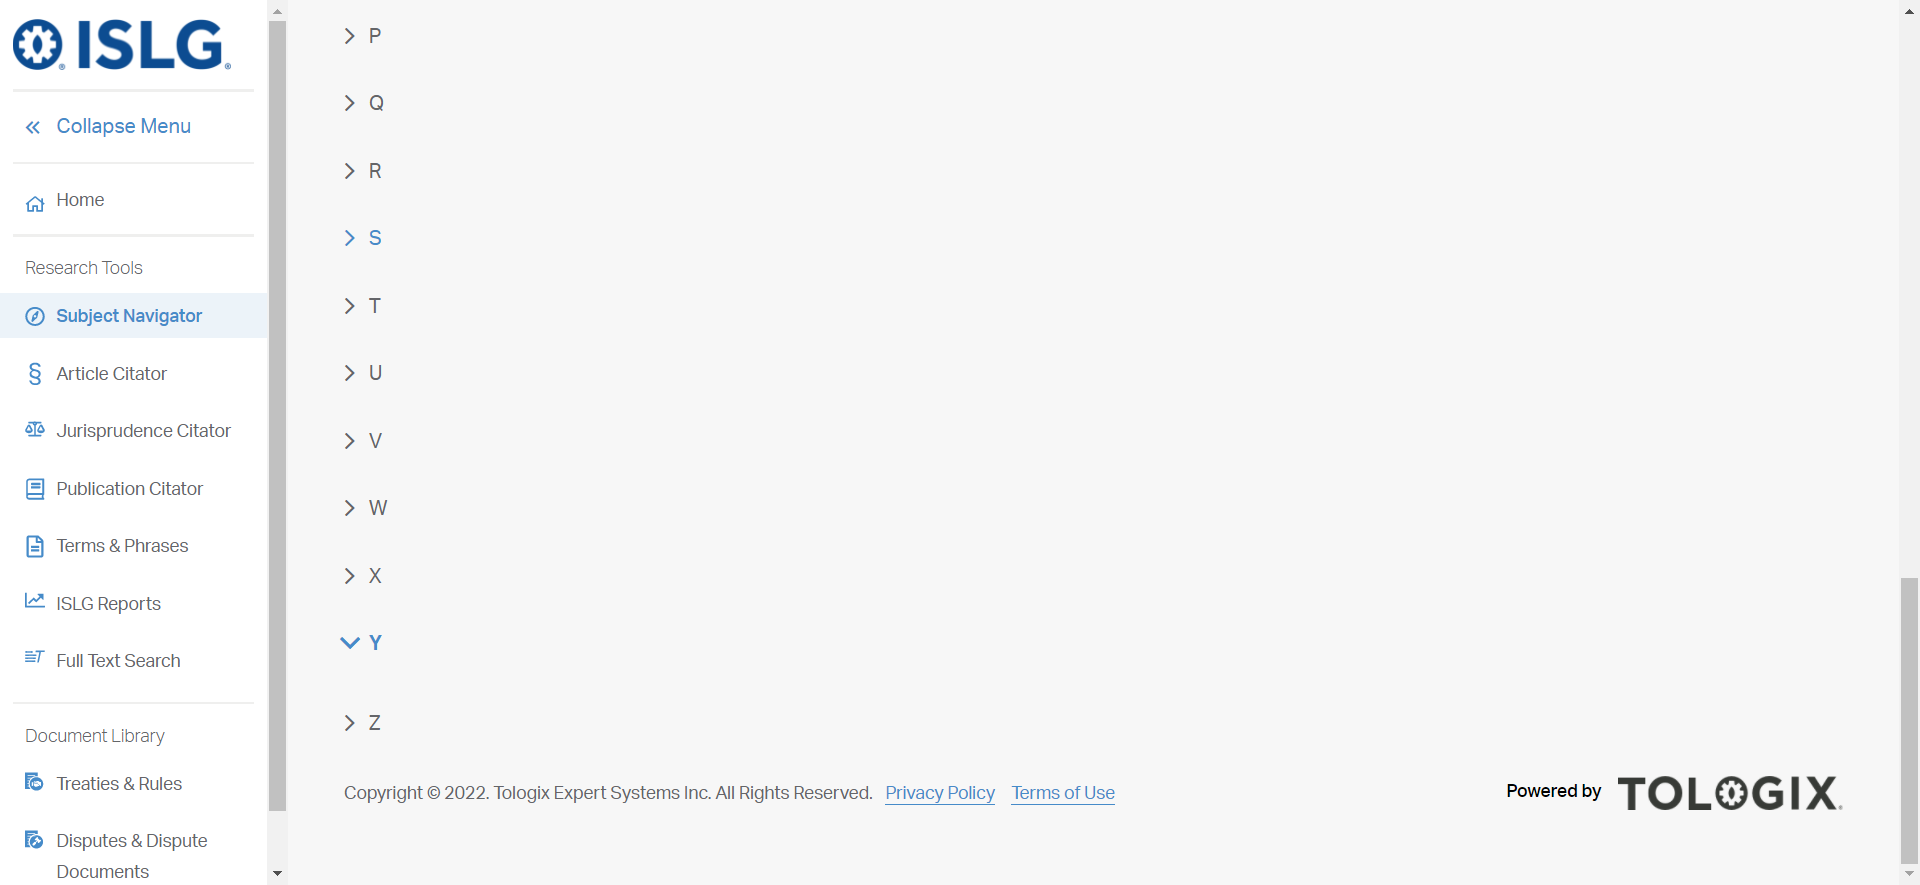 ISLG
Collapse Menu
Home
Research Tools
Subject Navigator
Article Citator
Jurisprudence Citator
Publication Citator
Terms & Phrases
ISLG Reports
Full Text Search
Document Library
Treaties & Rules
Disputes & Dispute
Documents
P
Q
R
S
T
U
V
W
X
Y
Z
Copyright © 2022. Tologix Expert Systems Inc. All Rights Reserved. Privacy Policy Terms of Use
Powered by TOLOGIX